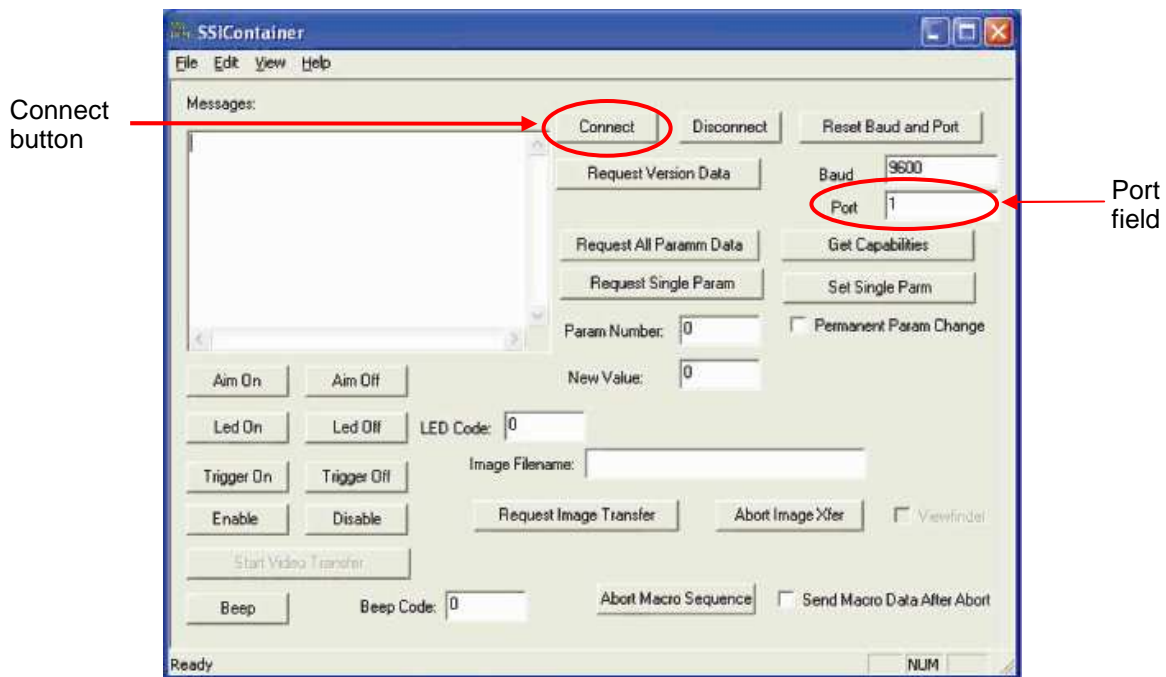 SSIContainer
File Edit View Help
Connect
button
Messages:
Connect
Disconnect
Reset Baud and Port
Request Version Data
Baud
9600
Port
1
Port
field
Request All Paramm Data
Get Capabilities
Request Single Param
Set Single Parm
Param Number:
0
Permanent Param Change
Aim On
Aim Off
New Value:
0
Led On
Led Off
LED Code:
0
Image Filename:
Trigger On
Trigger Off
Enable
Disable
Request Image Transfer
Abort Image Xfer
Viewfinder
Start Video Transfer
Beep
Beep Code:
0
Abort Macro Sequence
Send Macro Data After Abort
Ready
NUM